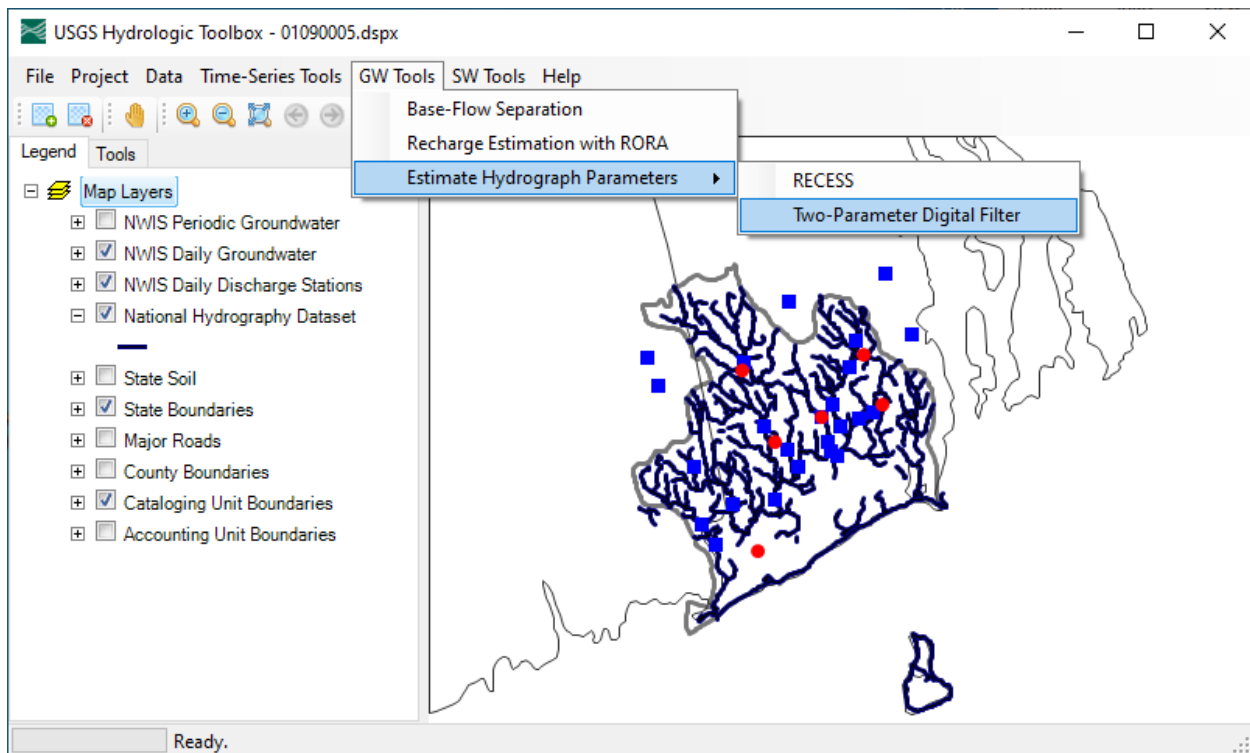 USGS Hydrologic Toolbox - 01090005.dspx
File Project Data Time-Series Tools GW Tools SW Tools Help
Base-Flow Separation
Recharge Estimation with RORA
Estimate Hydrograph Parameters
RECESS
Two-Parameter Digital Filter
Legend Tools
Map Layers
NWIS Periodic Groundwater
NWIS Daily Groundwater
NWIS Daily Discharge Stations
National Hydrography Dataset
State Soil
State Boundaries
Major Roads
County Boundaries
Cataloging Unit Boundaries
Accounting Unit Boundaries
Ready.